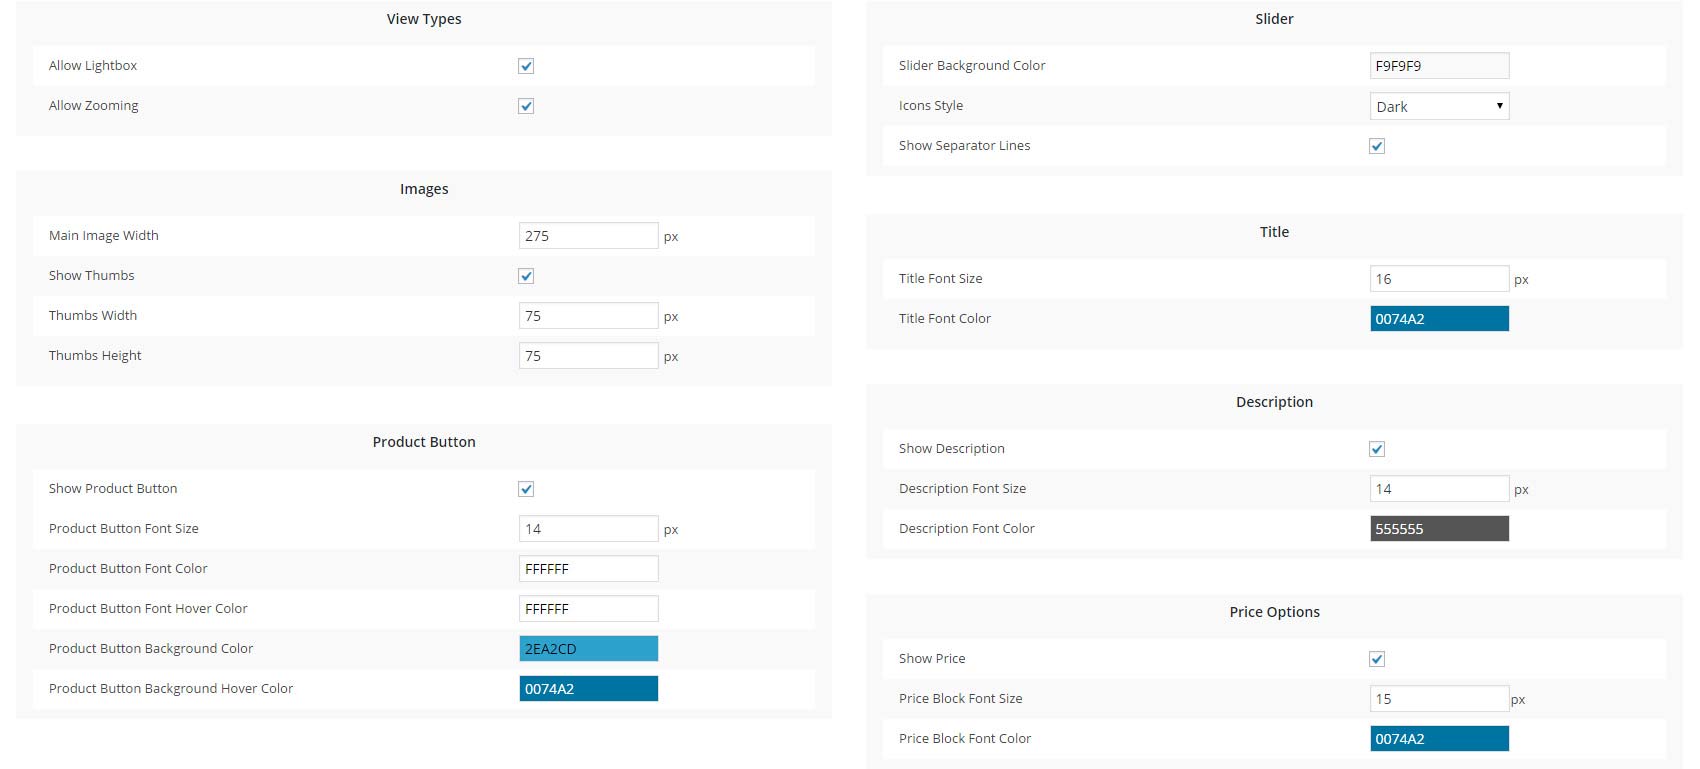 View Types
Allow Lightbox
Allow Zooming
Images
Main Image Width 275 px
Show Thumbs
Thumbs Width 75 px
Thumbs Height 75 px
Product Button
Show Product Button
Product Button Font Size 14 px
Product Button Font Color FFFFFF
Product Button Font Hover Color FFFFFF
Product Button Background Color 2EA2CD
Product Button Background Hover Color 0074A2
Slider
Slider Background Color F9F9F9
Icons Style Dark
Show Separator Lines
Title
Title Font Size 16 px
Title Font Color 0074A2
Description
Show Description
Description Font Size 14 px
Description Font Color 555555
Price Options
Show Price
Price Block Font Size 15 px
Price Block Font Color 0074A2